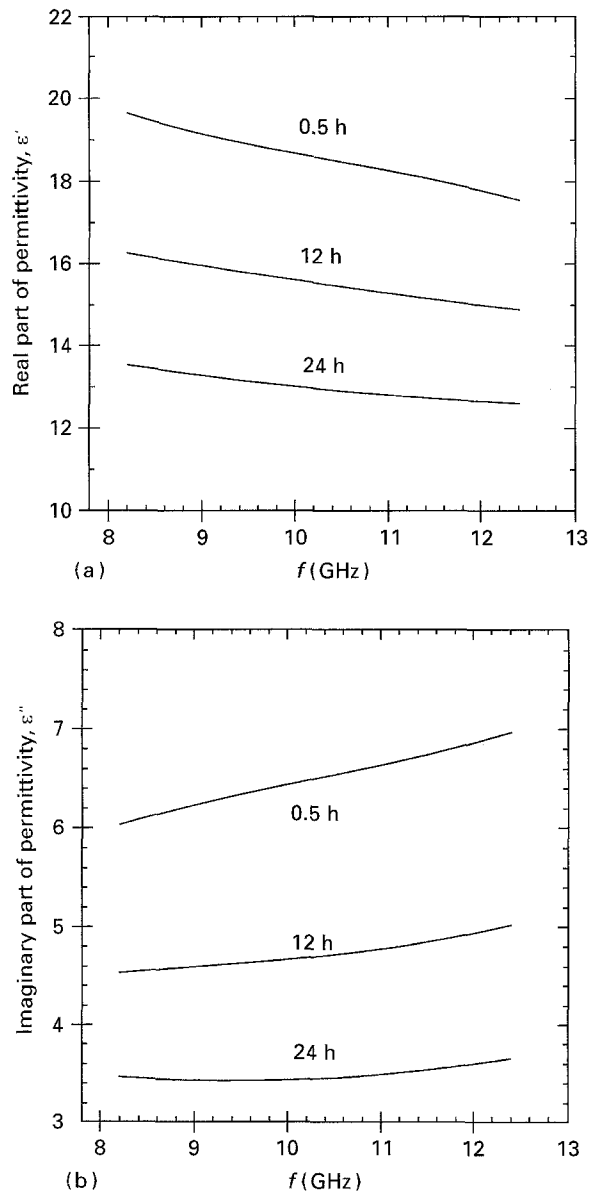 22
20
18
16
14
12
10
Real part of permittivity, ε′
0.5 h
12 h
24 h
8 9 10 11 12 13
(a) f (GHz)
8
7
6
5
4
3
Imaginary part of permittivity, ε″
0.5 h
12 h
24 h
8 9 10 11 12 13
(b) f (GHz)